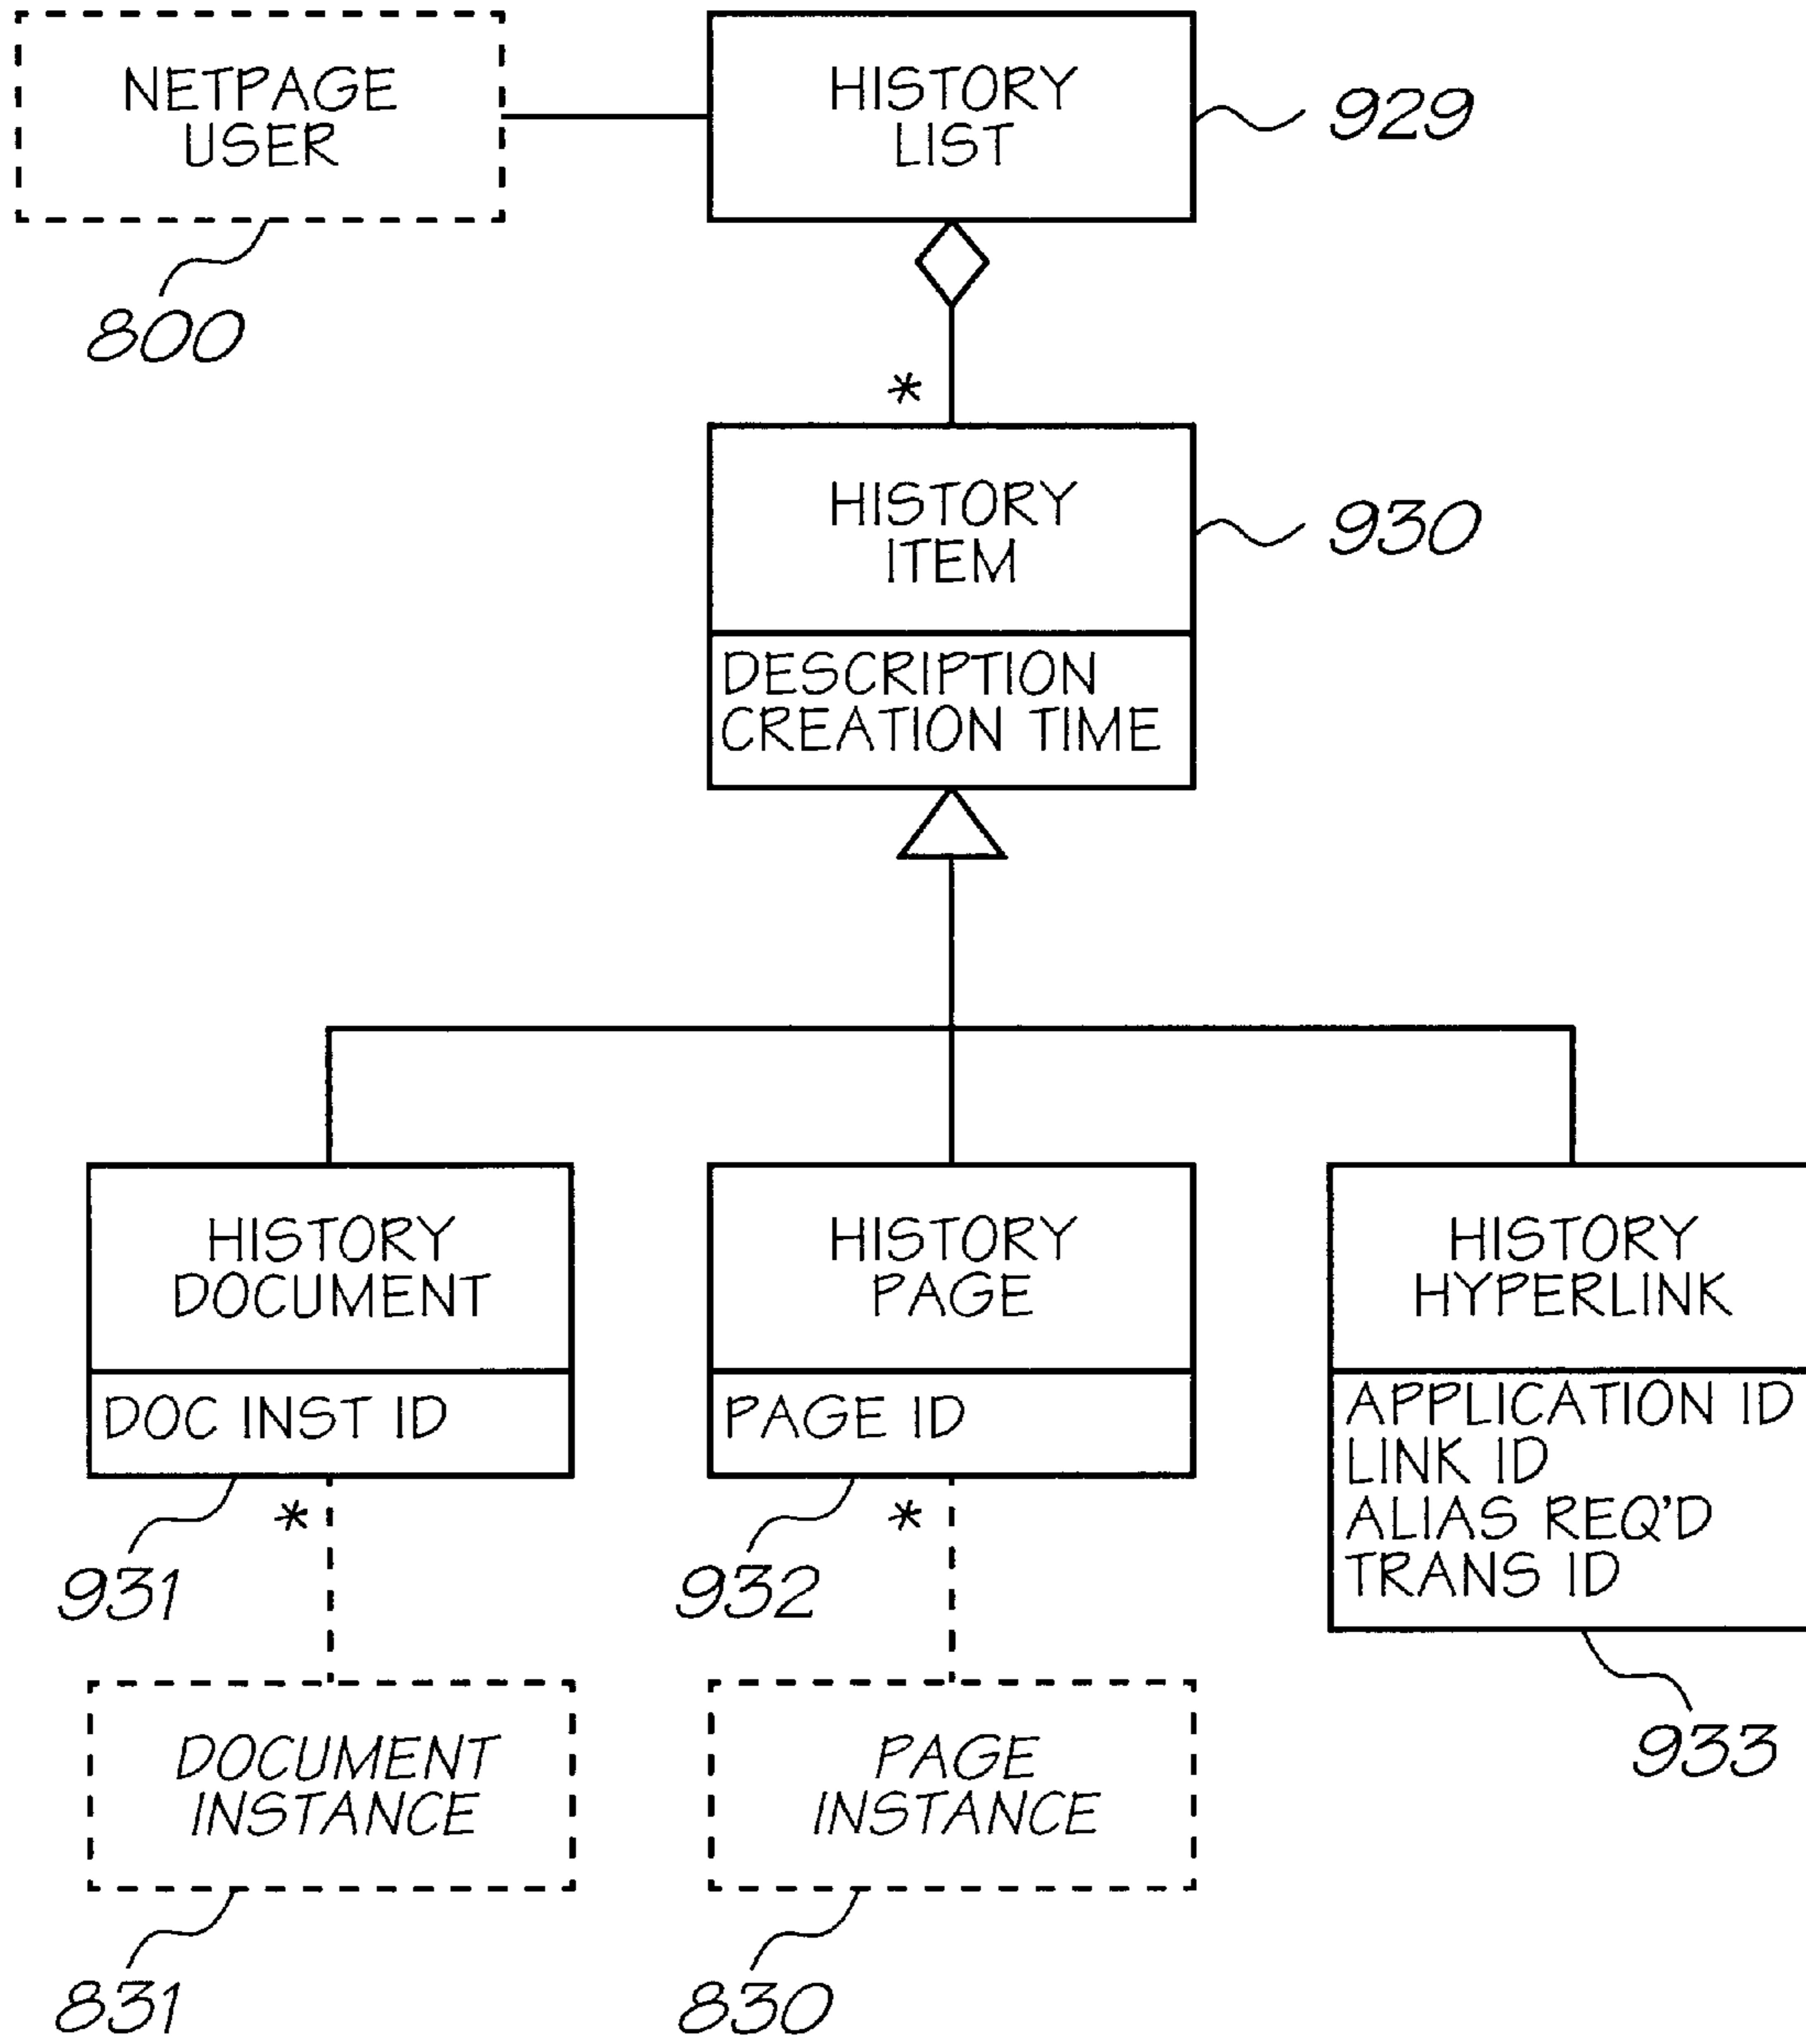 NETPAGE
USER
800
HISTORY
LIST
929
*
HISTORY
ITEM
930
DESCRIPTION
CREATION TIME
HISTORY
DOCUMENT
DOC INST ID
*
931
HISTORY
PAGE
PAGE ID
*
932
HISTORY
HYPERLINK
APPLICATION ID
LINK ID
ALIAS REQ'D
TRANS ID
933
DOCUMENT
INSTANCE
831
PAGE
INSTANCE
830